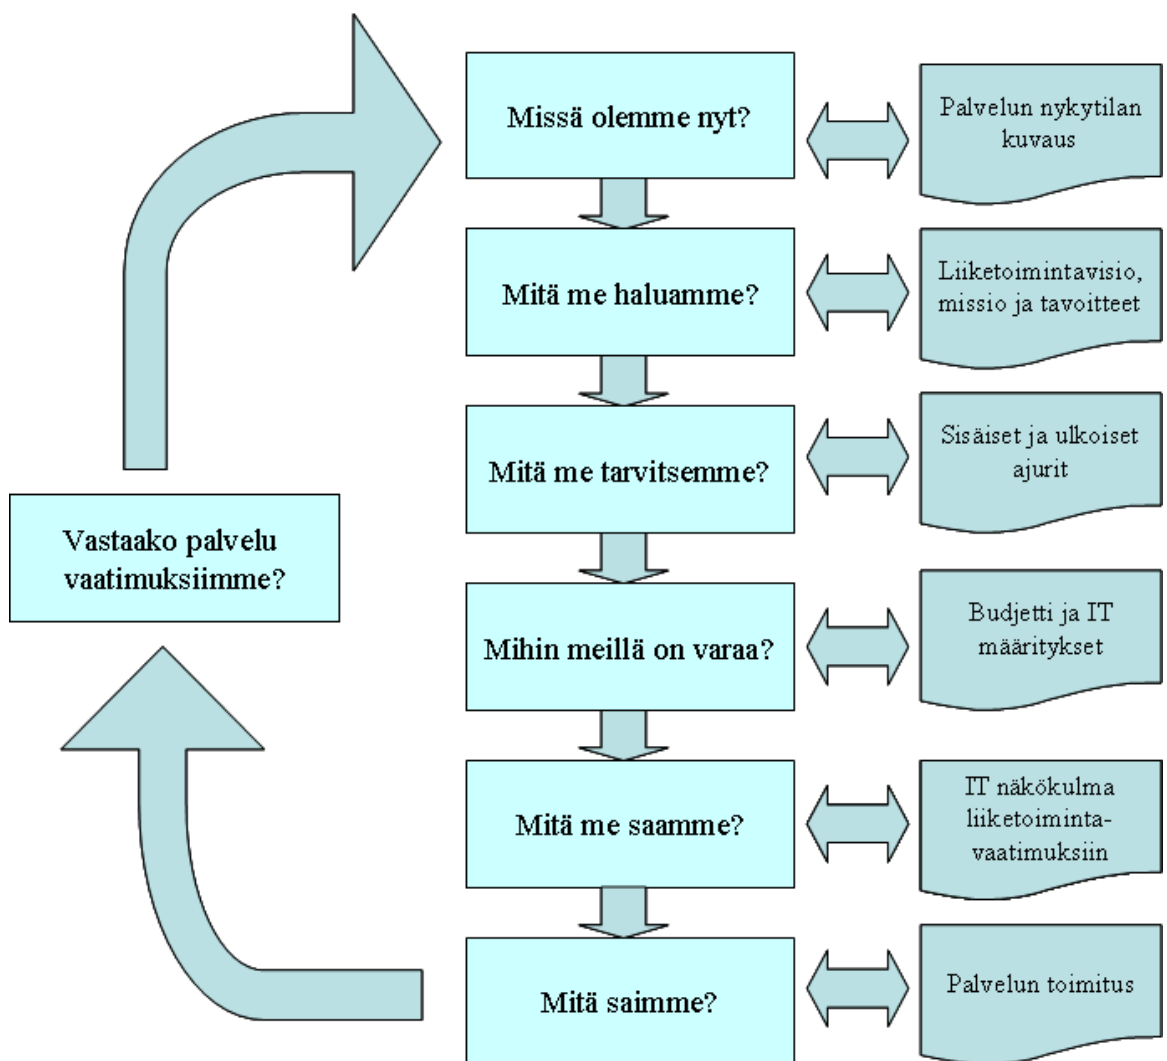 Missä olemme nyt?
Palvelun nykytilan
kuvaus
Mitä me haluamme?
Liiketoimintavisio,
missio ja tavoitteet
Mitä me tarvitsemme?
Sisäiset ja ulkoiset
ajurit
Vastaako palvelu
vaatimuksiimme?
Mihin meillä on varaa?
Budjetti ja IT
määritykset
Mitä me saamme?
IT näkökulma
liiketoiminta-
vaatimuksiin
Mitä saimme?
Palvelun toimitus